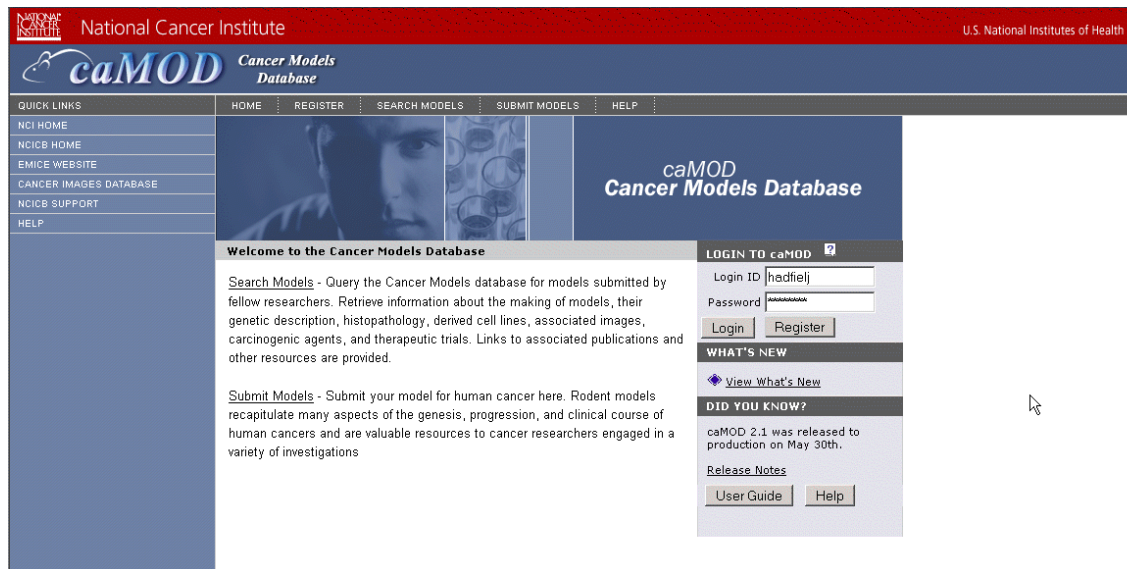 NATIONAL
CANCER
INSTITUTE
National Cancer Institute
U.S. National Institutes of Health
caMOD
Cancer Models
Database
QUICK LINKS
HOME
REGISTER
SEARCH MODELS
SUBMIT MODELS
HELP
NCI HOME
NCICB HOME
EMICE WEBSITE
CANCER IMAGES DATABASE
NCICB SUPPORT
HELP
caMOD
Cancer Models Database
Welcome to the Cancer Models Database
Search Models - Query the Cancer Models database for models submitted by
fellow researchers. Retrieve information about the making of models, their
genetic description, histopathology, derived cell lines, associated images,
carcinogenic agents, and therapeutic trials. Links to associated publications and
other resources are provided.
Submit Models - Submit your model for human cancer here. Rodent models
recapitulate many aspects of the genesis, progression, and clinical course of
human cancers and are valuable resources to cancer researchers engaged in a
variety of investigations
LOGIN TO caMOD ?
Login ID hadfielj
Password ********
Login
Register
WHAT'S NEW
View What's New
DID YOU KNOW?
caMOD 2.1 was released to
production on May 30th.
Release Notes
User Guide
Help